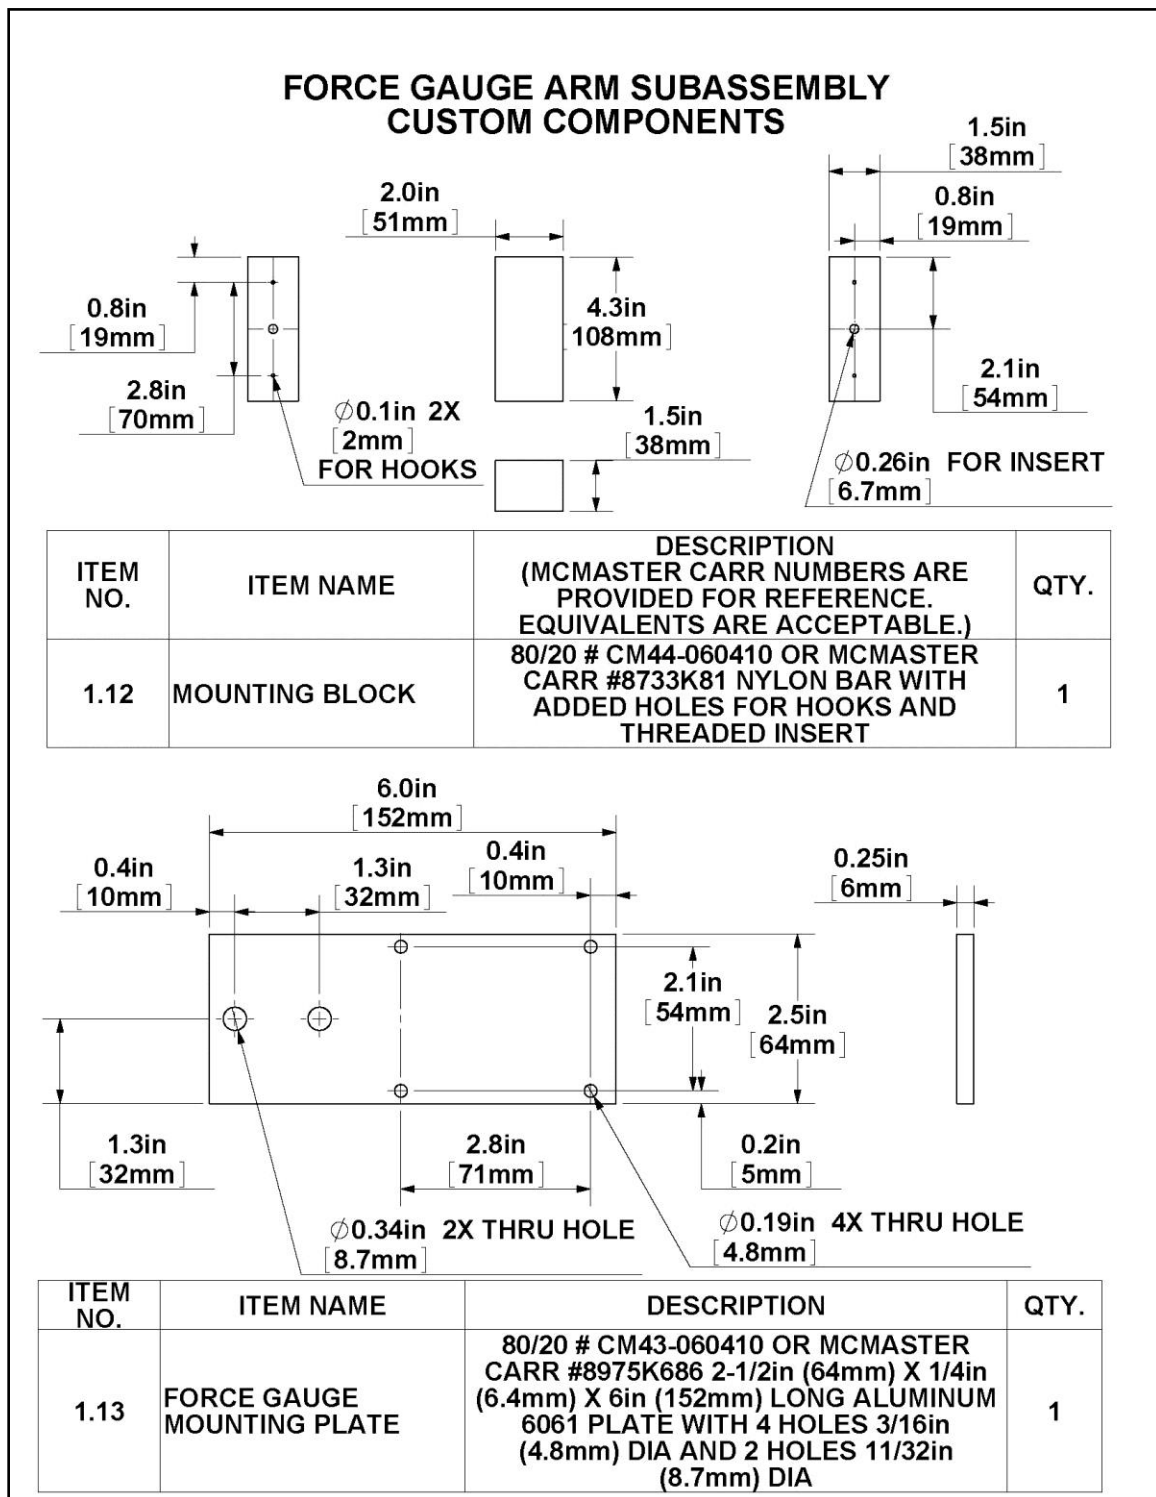 FORCE GAUGE ARM SUBASSEMBLY
CUSTOM COMPONENTS
1.5in
[38mm]
2.0in
[51mm]
0.8in
[19mm]
0.8in
[19mm]
4.3in
108mm
2.8in
[70mm]
2.1in
[54mm]
∅0.1in 2X
[2mm]
FOR HOOKS
1.5in
[38mm]
∅0.26in FOR INSERT
[6.7mm]
ITEM
NO.
ITEM NAME
DESCRIPTION
(MCMASTER CARR NUMBERS ARE
PROVIDED FOR REFERENCE.
EQUIVALENTS ARE ACCEPTABLE.)
QTY.
1.12
MOUNTING BLOCK
80/20 # CM44-060410 OR MCMASTER
CARR #8733K81 NYLON BAR WITH
ADDED HOLES FOR HOOKS AND
THREADED INSERT
1
6.0in
[152mm]
0.4in
[10mm]
1.3in
[32mm]
0.4in
[10mm]
0.25in
[6mm]
2.1in
[54mm]
2.5in
[64mm]
1.3in
[32mm]
2.8in
[71mm]
0.2in
[5mm]
∅0.34in 2X THRU HOLE
[8.7mm]
∅0.19in 4X THRU HOLE
[4.8mm]
ITEM
NO.
ITEM NAME
DESCRIPTION
QTY.
1.13
FORCE GAUGE
MOUNTING PLATE
80/20 # CM43-060410 OR MCMASTER
CARR #8975K686 2-1/2in (64mm) X 1/4in
(6.4mm) X 6in (152mm) LONG ALUMINUM
6061 PLATE WITH 4 HOLES 3/16in
(4.8mm) DIA AND 2 HOLES 11/32in
(8.7mm) DIA
1